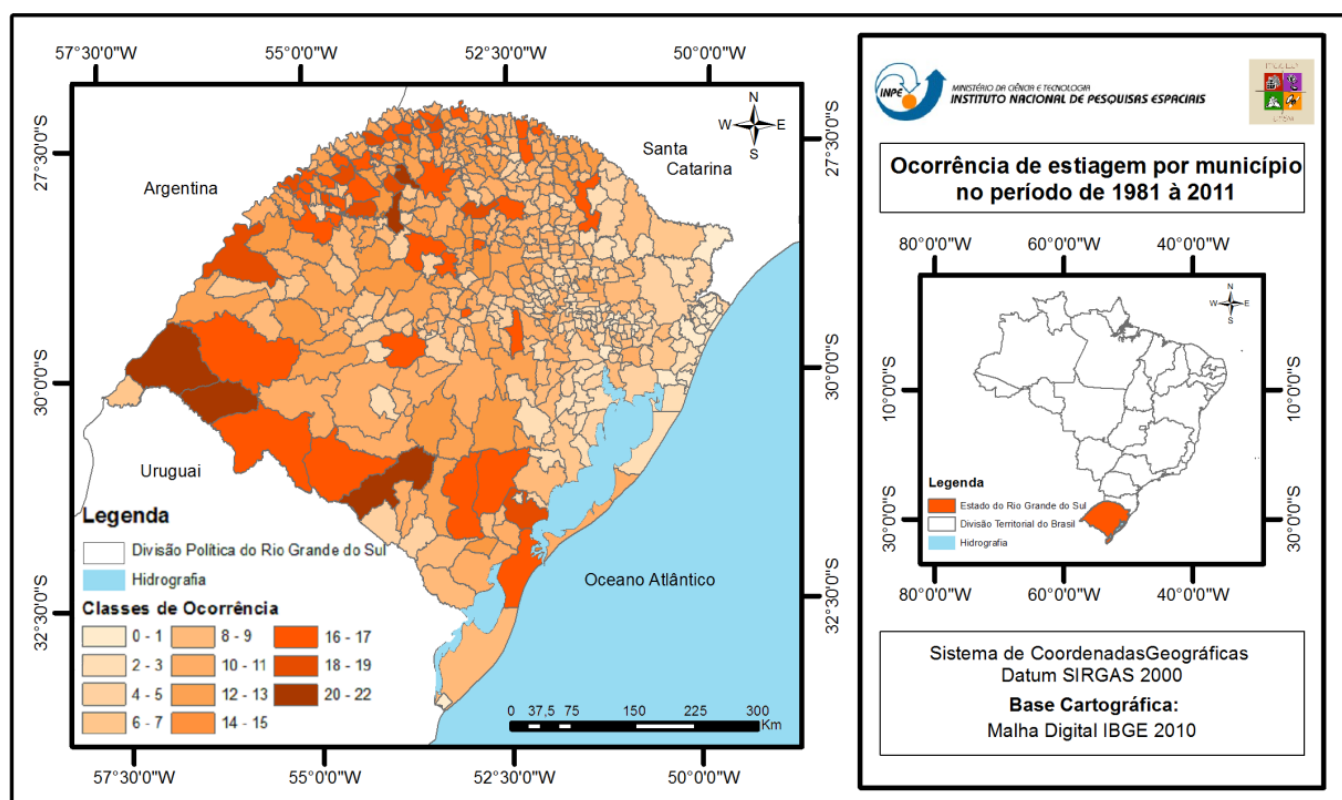 57°30'0"W 55°0'0"W 52°30'0"W 50°0'0"W
27°30'0"S
30°0'0"S
32°30'0"S
N
W E
S
Santa
Catarina
Argentina
Uruguai
Oceano Atlântico
Legenda
Divisão Política do Rio Grande do Sul
Hidrografia
Classes de Ocorrência
0 - 1
2 - 3
4 - 5
6 - 7
8 - 9
10 - 11
12 - 13
14 - 15
16 - 17
18 - 19
20 - 22
0 37,5 75 150 225 300
Km
27°30'0"S
30°0'0"S
32°30'0"S
57°30'0"W 55°0'0"W 52°30'0"W 50°0'0"W
INPE
MINISTÉRIO DA CIÊNCIA E TECNOLOGIA
INSTITUTO NACIONAL DE PESQUISAS ESPACIAIS
Ocorrência de estiagem por município
no período de 1981 à 2011
80°0'0"W 60°0'0"W 40°0'0"W
N
W E
S
10°0'0"S
30°0'0"S
10°0'0"S
30°0'0"S
Legenda
Estado do Rio Grande do Sul
Divisão Territorial do Brasil
Hidrografia
80°0'0"W 60°0'0"W 40°0'0"W
Sistema de CoordenadasGeográficas
Datum SIRGAS 2000
Base Cartográfica:
Malha Digital IBGE 2010